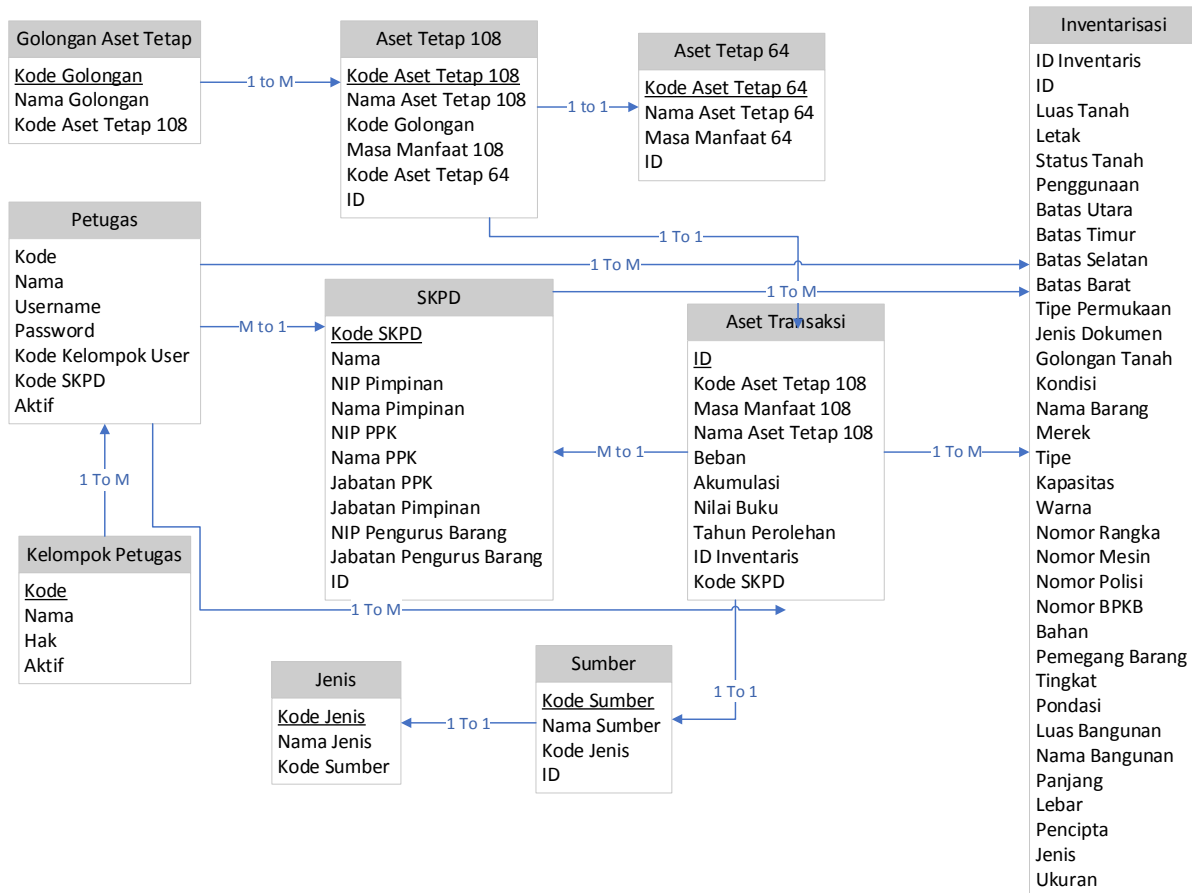 Golongan Aset Tetap
Kode Golongan
Nama Golongan
Kode Aset Tetap 108
1 to M
Aset Tetap 108
Kode Aset Tetap 108
Nama Aset Tetap 108
Kode Golongan
Masa Manfaat 108
Kode Aset Tetap 64
ID
1 to 1
Aset Tetap 64
Kode Aset Tetap 64
Nama Aset Tetap 64
Masa Manfaat 64
ID
1 To 1
Petugas
Kode
Nama
Username
Password
Kode Kelompok User
Kode SKPD
Aktif
1 To M
M to 1
SKPD
Kode SKPD
Nama
NIP Pimpinan
Nama Pimpinan
NIP PPK
Nama PPK
Jabatan PPK
Jabatan Pimpinan
NIP Pengurus Barang
Jabatan Pengurus Barang
ID
1 To M
M to 1
Aset Transaksi
ID
Kode Aset Tetap 108
Masa Manfaat 108
Nama Aset Tetap 108
Beban
Akumulasi
Nilai Buku
Tahun Perolehan
ID Inventaris
Kode SKPD
1 To M
1 To M
Kelompok Petugas
Kode
Nama
Hak
Aktif
1 To M
Jenis
Kode Jenis
Nama Jenis
Kode Sumber
1 To 1
Sumber
Kode Sumber
Nama Sumber
Kode Jenis
ID
1 To 1
Inventarisasi
ID Inventaris
ID
Luas Tanah
Letak
Status Tanah
Penggunaan
Batas Utara
Batas Timur
Batas Selatan
Batas Barat
Tipe Permukaan
Jenis Dokumen
Golongan Tanah
Kondisi
Nama Barang
Merek
Tipe
Kapasitas
Warna
Nomor Rangka
Nomor Mesin
Nomor Polisi
Nomor BPKB
Bahan
Pemegang Barang
Tingkat
Pondasi
Luas Bangunan
Nama Bangunan
Panjang
Lebar
Pencipta
Jenis
Ukuran